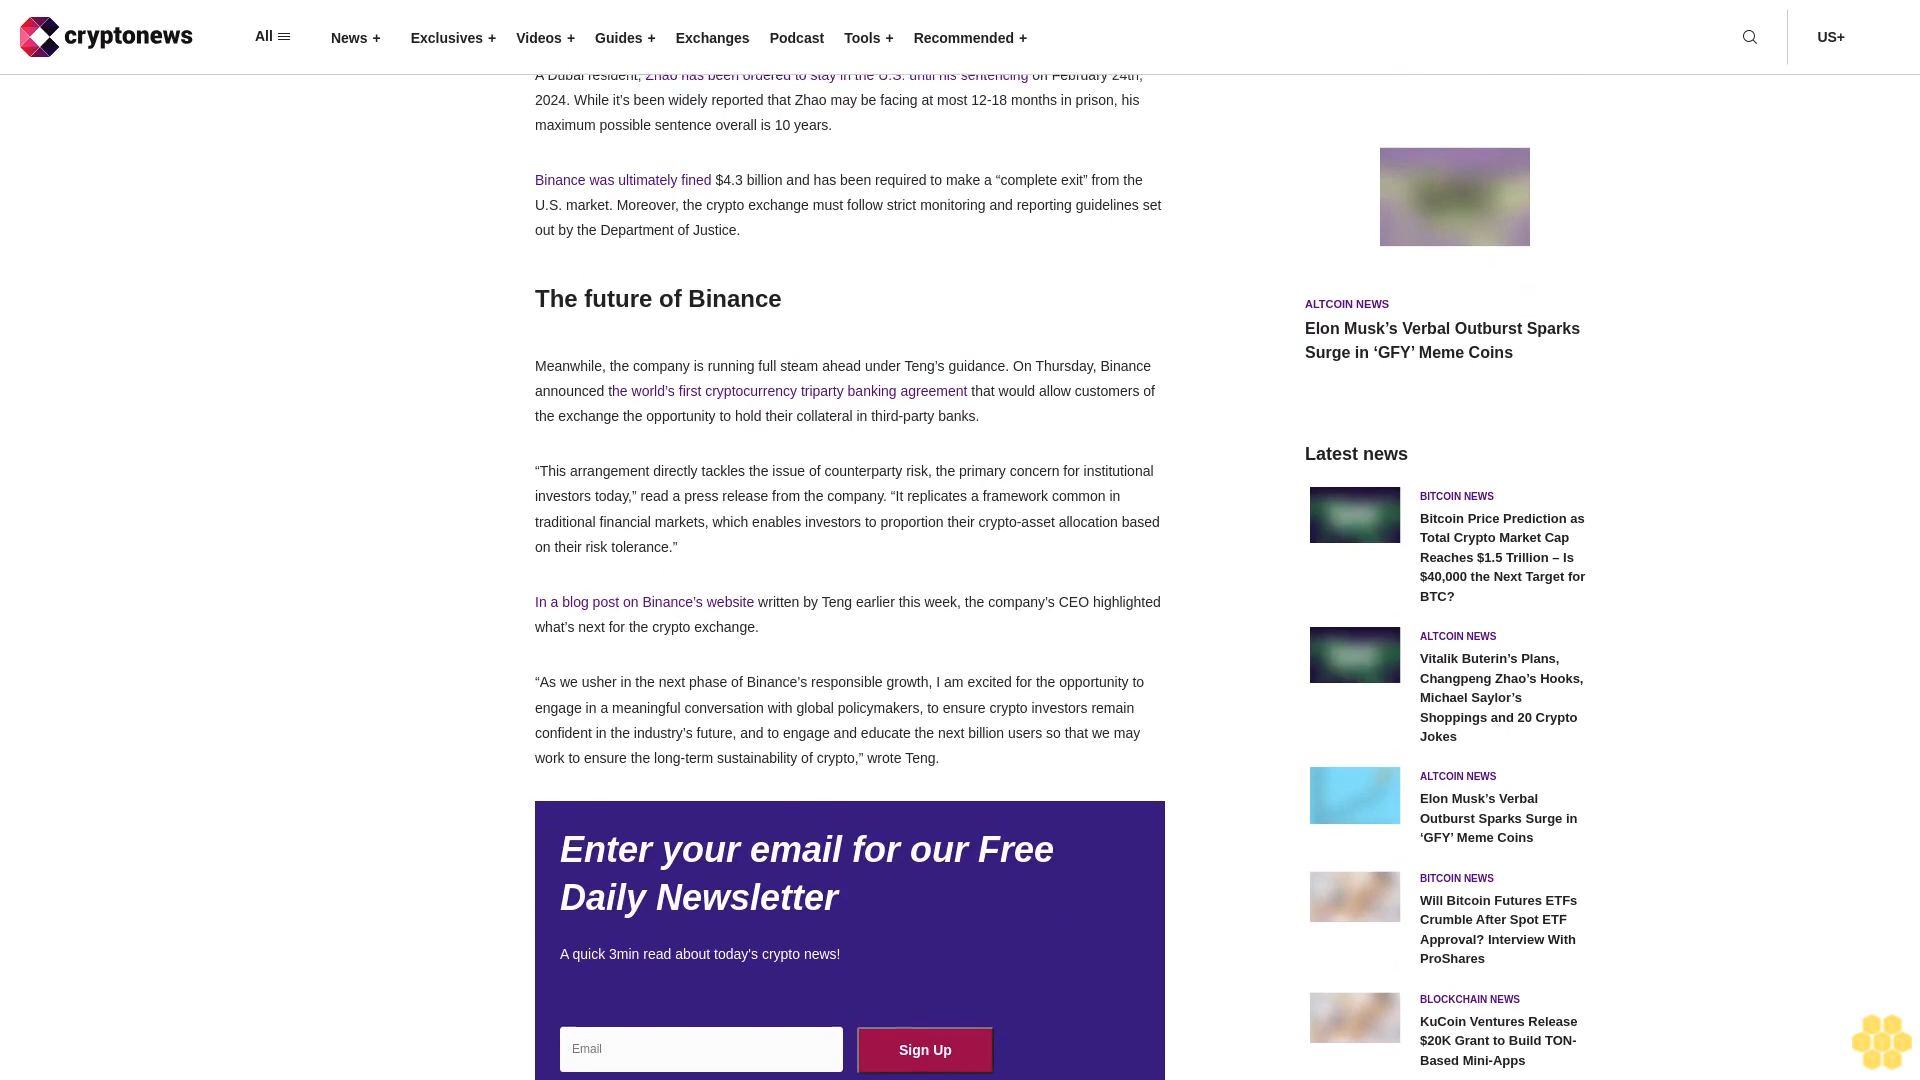 cryptonews
All
News +
Exclusives +
Videos +
Guides +
Exchanges
Podcast
Tools +
Recommended +
US+
A Dubai resident, Zhao has been ordered to stay in the U.S. until his sentencing on February 24th,
2024. While it’s been widely reported that Zhao may be facing at most 12-18 months in prison, his
maximum possible sentence overall is 10 years.
Binance was ultimately fined $4.3 billion and has been required to make a “complete exit” from the
U.S. market. Moreover, the crypto exchange must follow strict monitoring and reporting guidelines set
out by the Department of Justice.
The future of Binance
Meanwhile, the company is running full steam ahead under Teng’s guidance. On Thursday, Binance
announced the world’s first cryptocurrency triparty banking agreement that would allow customers of
the exchange the opportunity to hold their collateral in third-party banks.
“This arrangement directly tackles the issue of counterparty risk, the primary concern for institutional
investors today,” read a press release from the company. “It replicates a framework common in
traditional financial markets, which enables investors to proportion their crypto-asset allocation based
on their risk tolerance.”
In a blog post on Binance’s website written by Teng earlier this week, the company’s CEO highlighted
what’s next for the crypto exchange.
“As we usher in the next phase of Binance’s responsible growth, I am excited for the opportunity to
engage in a meaningful conversation with global policymakers, to ensure crypto investors remain
confident in the industry’s future, and to engage and educate the next billion users so that we may
work to ensure the long-term sustainability of crypto,” wrote Teng.
Enter your email for our Free
Daily Newsletter
A quick 3min read about today's crypto news!
Email
Sign Up
ALTCOIN NEWS
Elon Musk’s Verbal Outburst Sparks
Surge in ‘GFY’ Meme Coins
Latest news
BITCOIN NEWS
Bitcoin Price Prediction as
Total Crypto Market Cap
Reaches $1.5 Trillion – Is
$40,000 the Next Target for
BTC?
ALTCOIN NEWS
Vitalik Buterin’s Plans,
Changpeng Zhao’s Hooks,
Michael Saylor’s
Shoppings and 20 Crypto
Jokes
ALTCOIN NEWS
Elon Musk’s Verbal
Outburst Sparks Surge in
‘GFY’ Meme Coins
BITCOIN NEWS
Will Bitcoin Futures ETFs
Crumble After Spot ETF
Approval? Interview With
ProShares
BLOCKCHAIN NEWS
KuCoin Ventures Release
$20K Grant to Build TON-
Based Mini-Apps